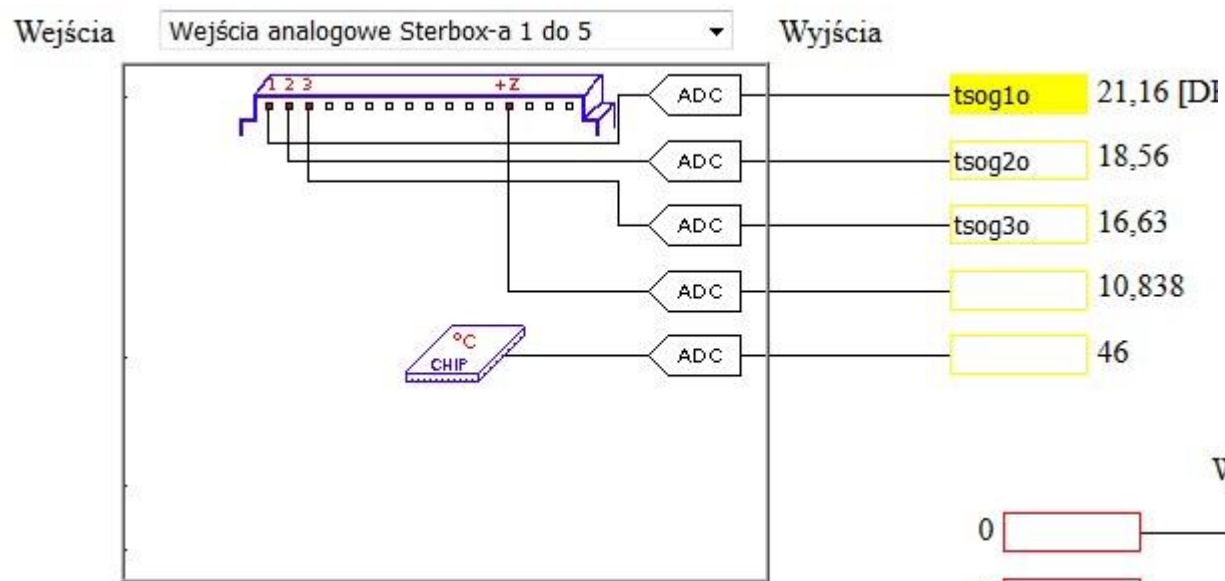 Wejścia Wejścia analogowe Sterbox-a 1 do 5 Wyjścia
1 2 3 +Z
ADC tsog1o 21,16
ADC tsog2o 18,56
ADC tsog3o 16,63
ADC 10,838
°C
CHIP
ADC 46
0